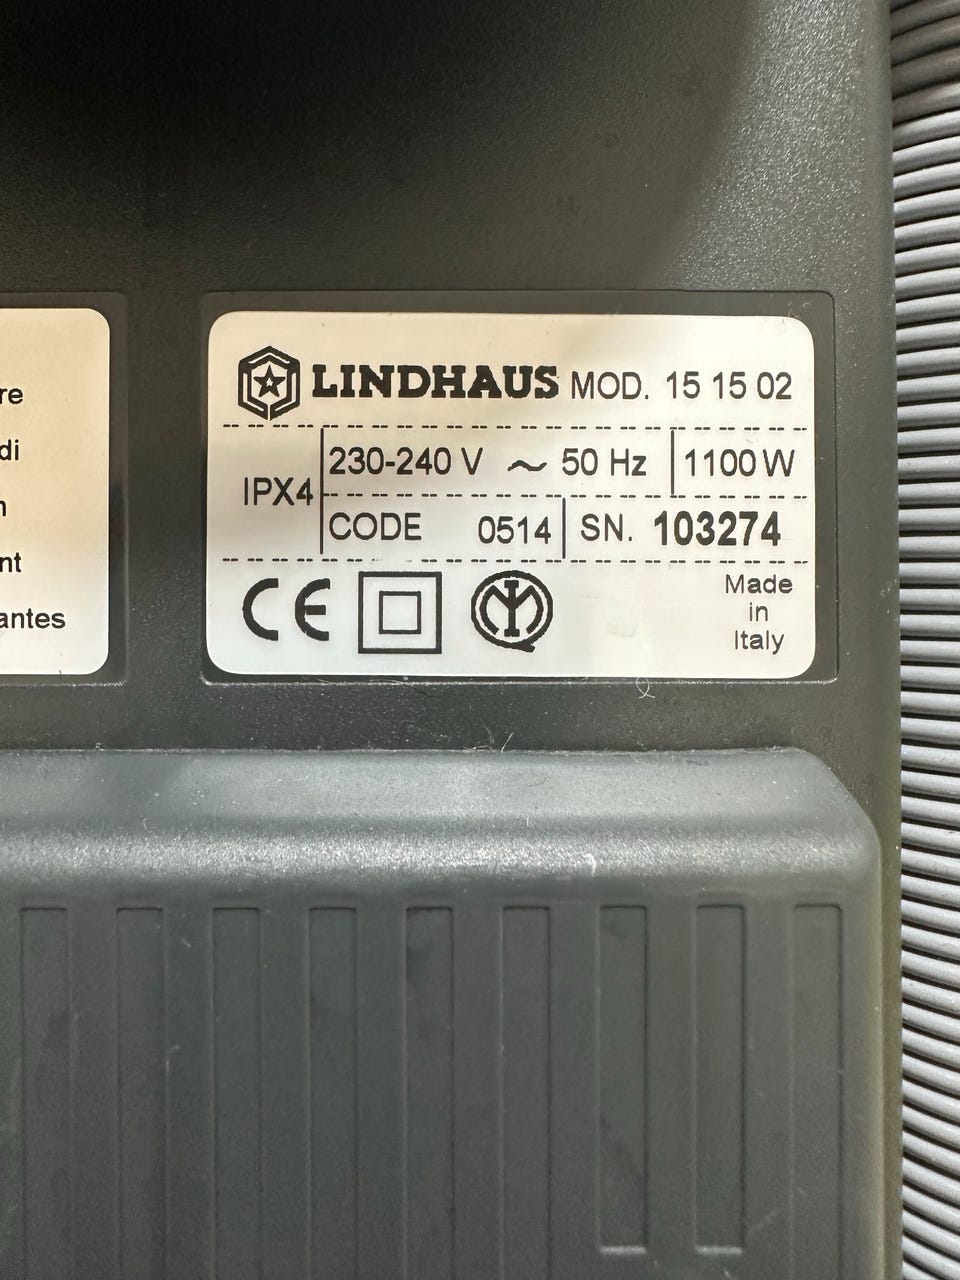 re
di
n
nt
antes
LINDHAUS MOD. 15 15 02
IPX4
230-240 V ~ 50 Hz 1100 W
CODE 0514 SN. 103274
CE
Made
in
Italy